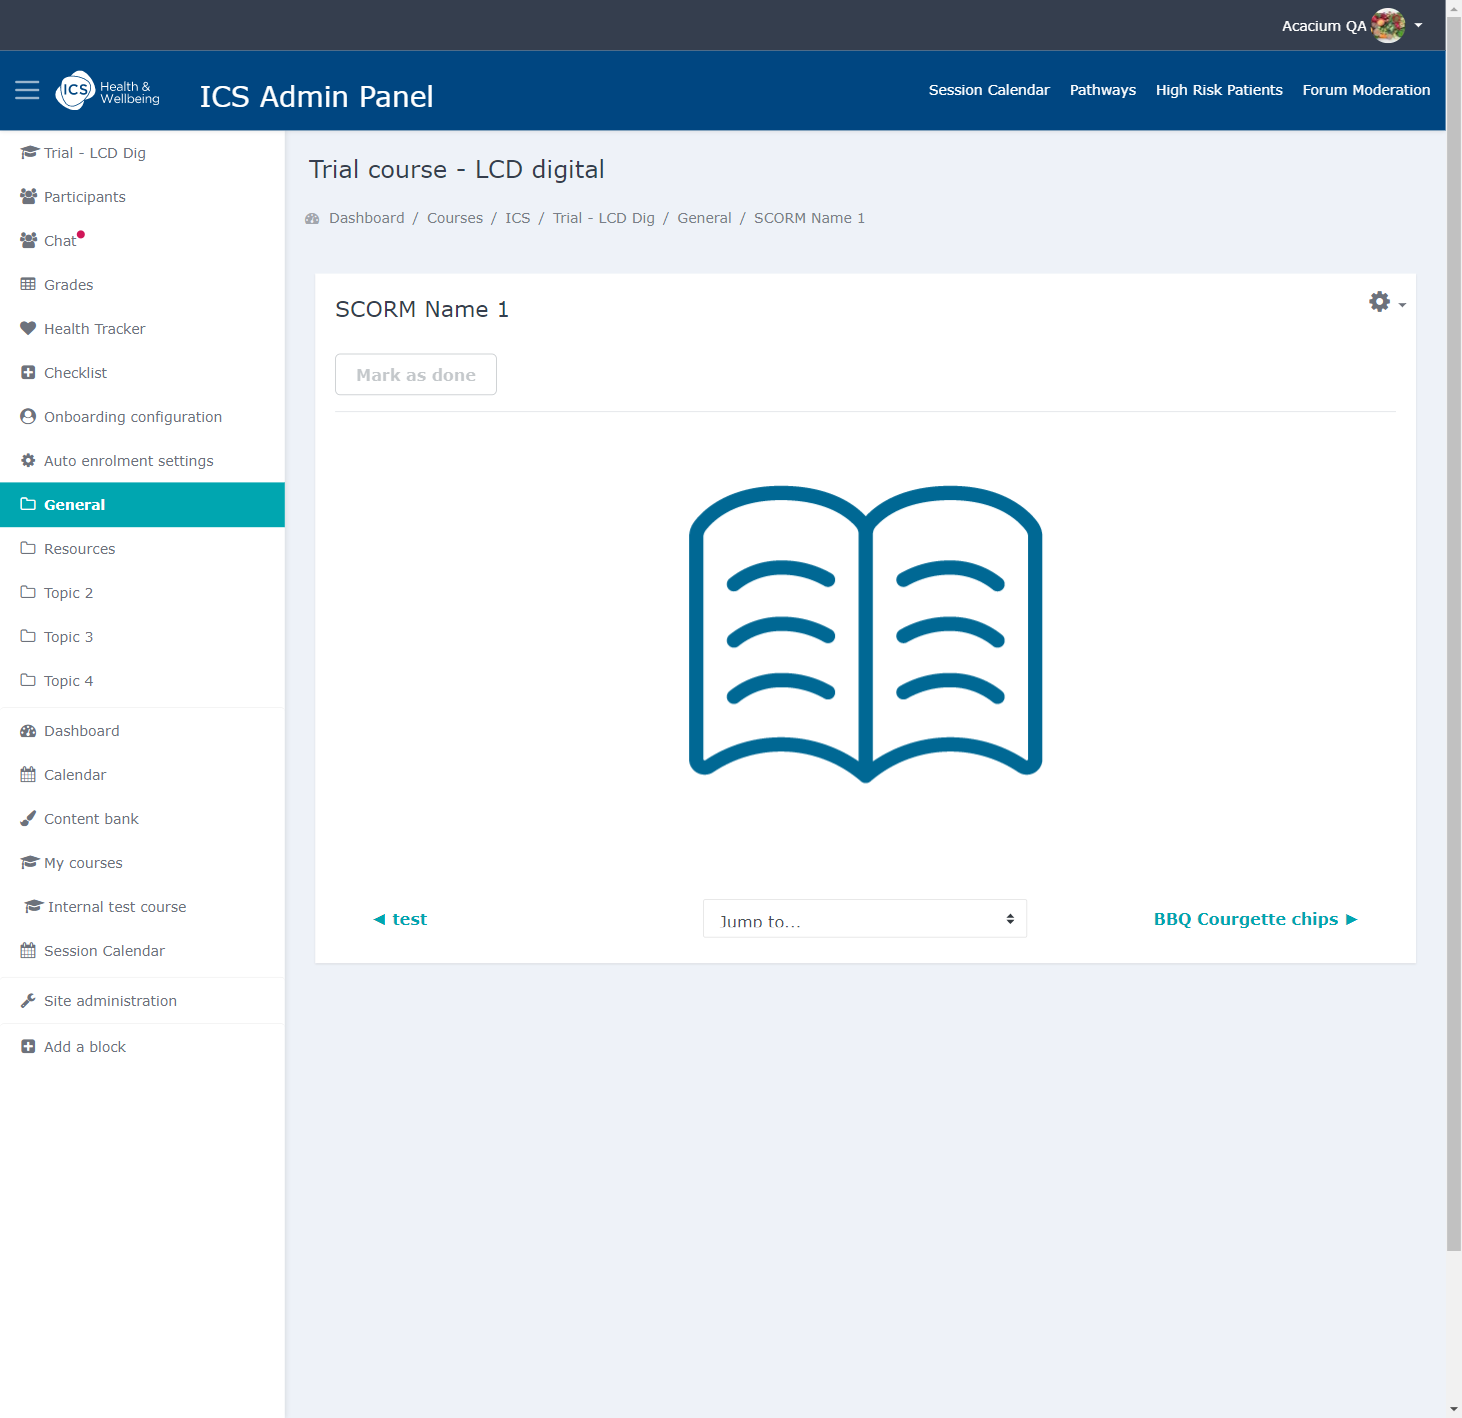 Acacium QA
ICS
Health &
Wellbeing
ICS Admin Panel
Session Calendar
Pathways
High Risk Patients
Forum Moderation
Trial - LCD Dig
Participants
Chat
Grades
Health Tracker
Checklist
Onboarding configuration
Auto enrolment settings
General
Resources
Topic 2
Topic 3
Topic 4
Dashboard
Calendar
Content bank
My courses
Internal test course
Session Calendar
Site administration
Add a block
Trial course - LCD digital
Dashboard / Courses / ICS / Trial - LCD Dig / General / SCORM Name 1
SCORM Name 1
Mark as done
◄ test
Jump to...
BBQ Courgette chips ►